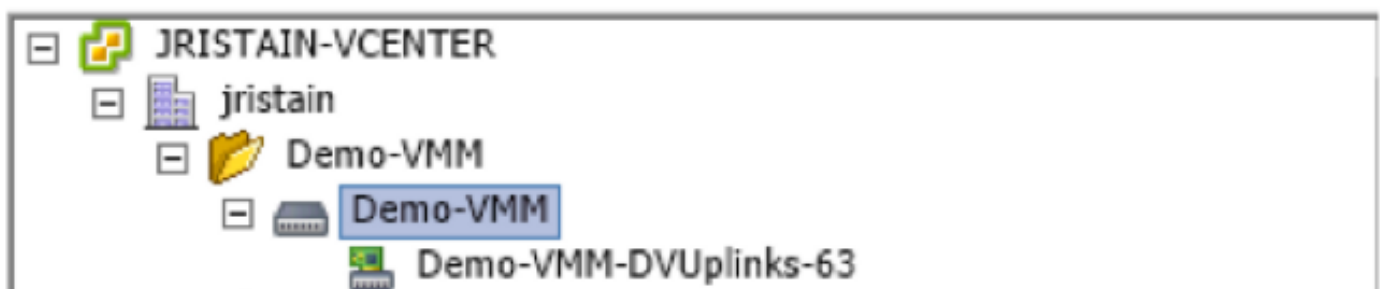 JRISTAIN-VCENTER
jristain
Demo-VMM
Demo-VMM
Demo-VMM-DVUplinks-63